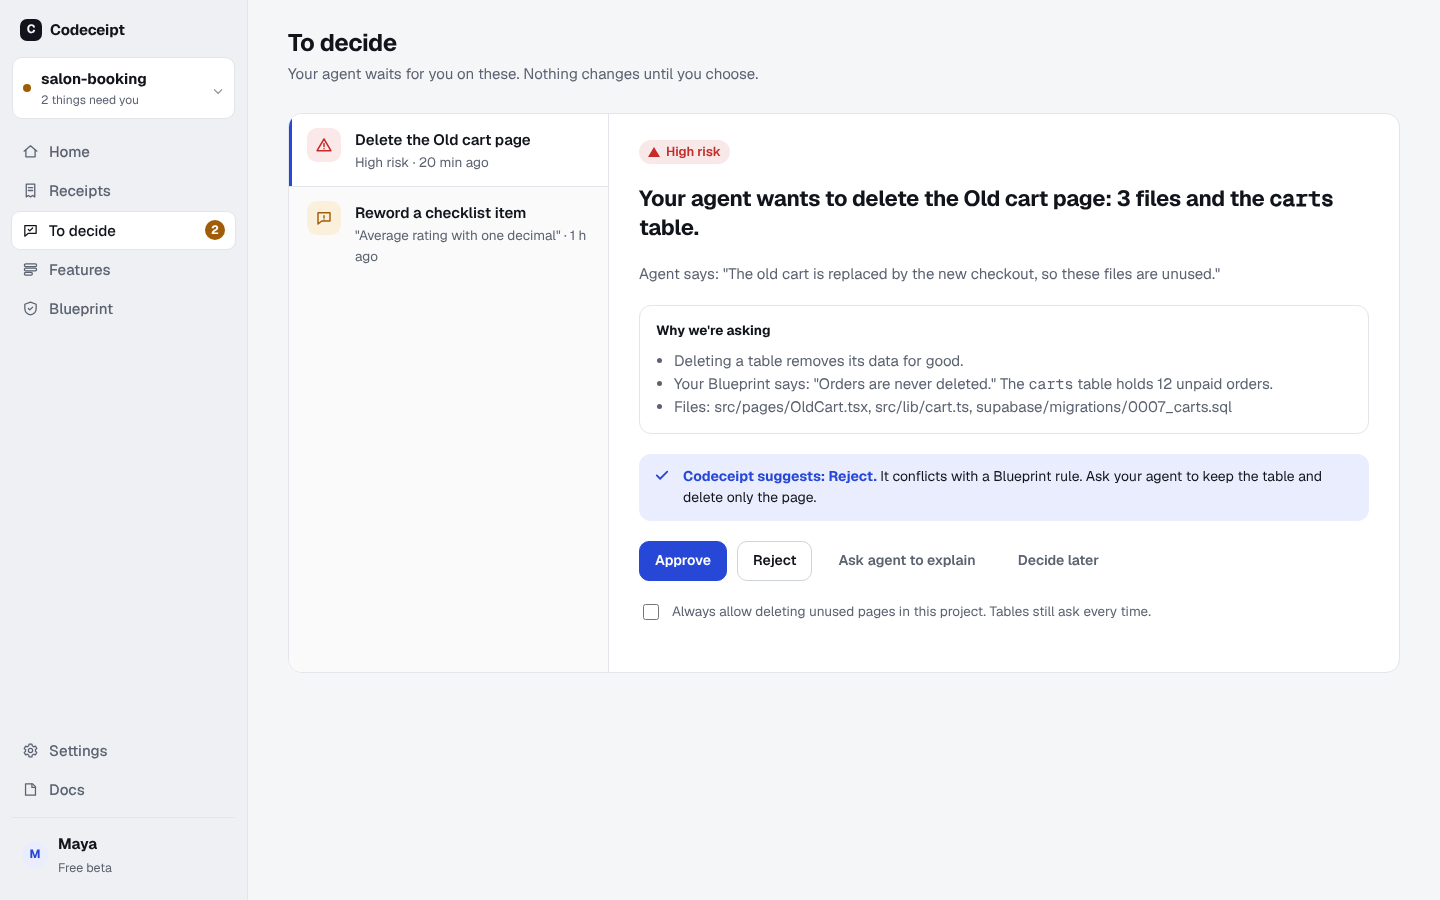 C Codeceipt
salon-booking
2 things need you
Home
Receipts
To decide 2
Features
Blueprint
Settings
Docs
M
Maya
Free beta
To decide
Your agent waits for you on these. Nothing changes until you choose.
Delete the Old cart page
High risk · 20 min ago
Reword a checklist item
"Average rating with one decimal" · 1 h
ago
High risk
Your agent wants to delete the Old cart page: 3 files and the carts
table.
Agent says: "The old cart is replaced by the new checkout, so these files are unused."
Why we're asking
• Deleting a table removes its data for good.
• Your Blueprint says: "Orders are never deleted." The carts table holds 12 unpaid orders.
• Files: src/pages/OldCart.tsx, src/lib/cart.ts, supabase/migrations/0007_carts.sql
Codeceipt suggests: Reject. It conflicts with a Blueprint rule. Ask your agent to keep the table and
delete only the page.
Approve Reject Ask agent to explain Decide later
Always allow deleting unused pages in this project. Tables still ask every time.